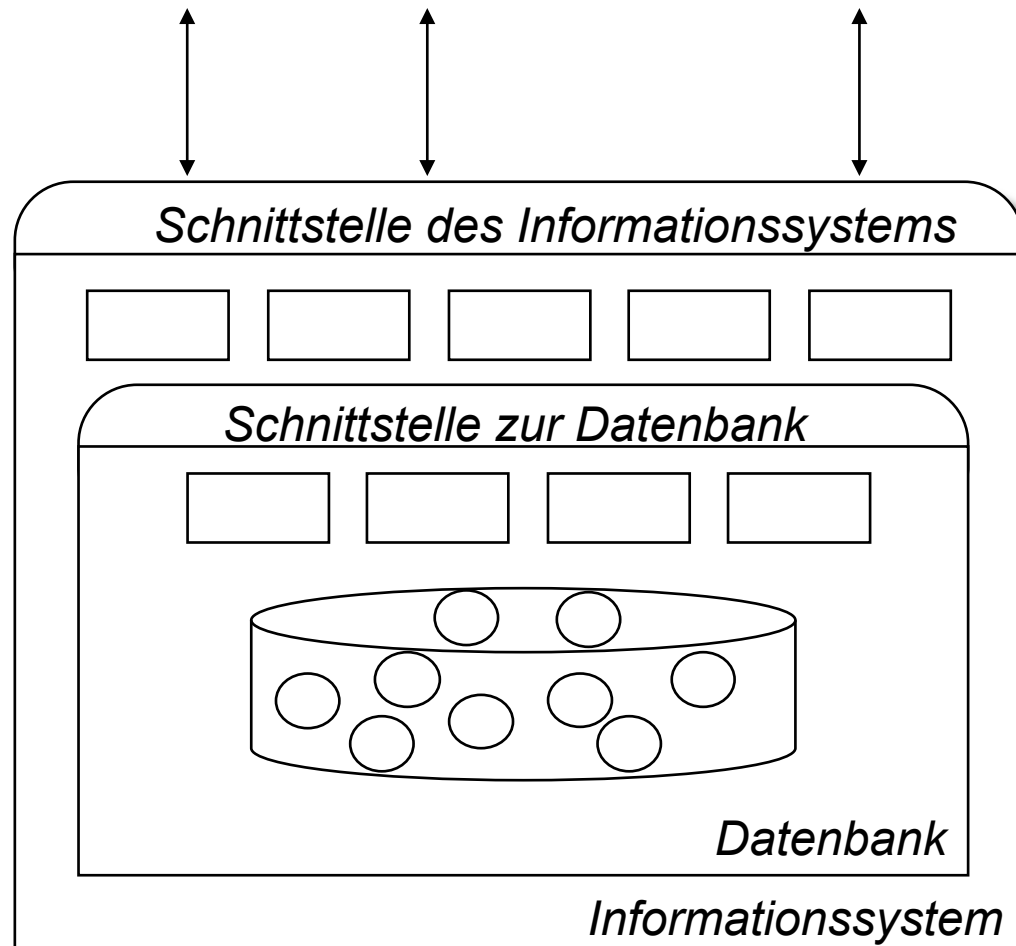 Schnittstelle des Informationssystems
Schnittstelle zur Datenbank
Datenbank
Informationssystem